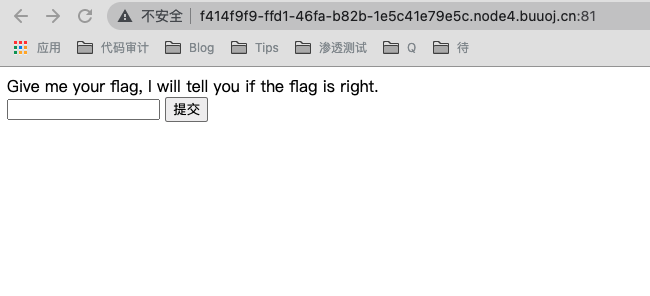 不安全 f414f9f9-ffd1-46fa-b82b-1e5c41e79e5c.node4.buuoj.cn:81
应用 代码审计 Blog Tips 渗透测试 Q 待
Give me your flag, I will tell you if the flag is right.
提交